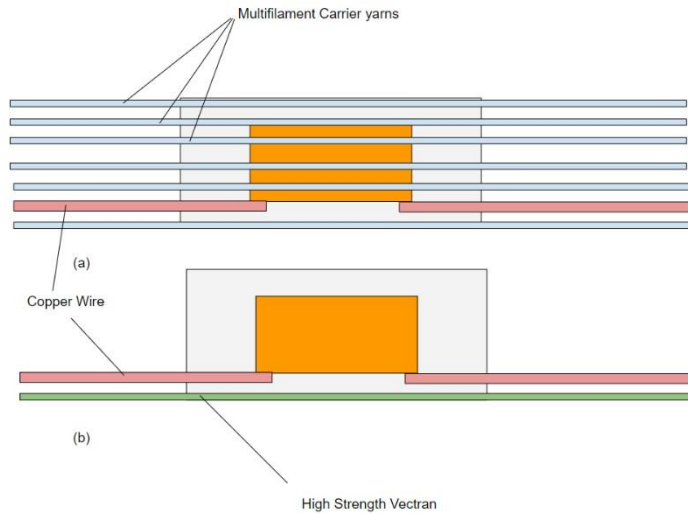 Multifilament Carrier yarns
(a)
Copper Wire
(b)
High Strength Vectran